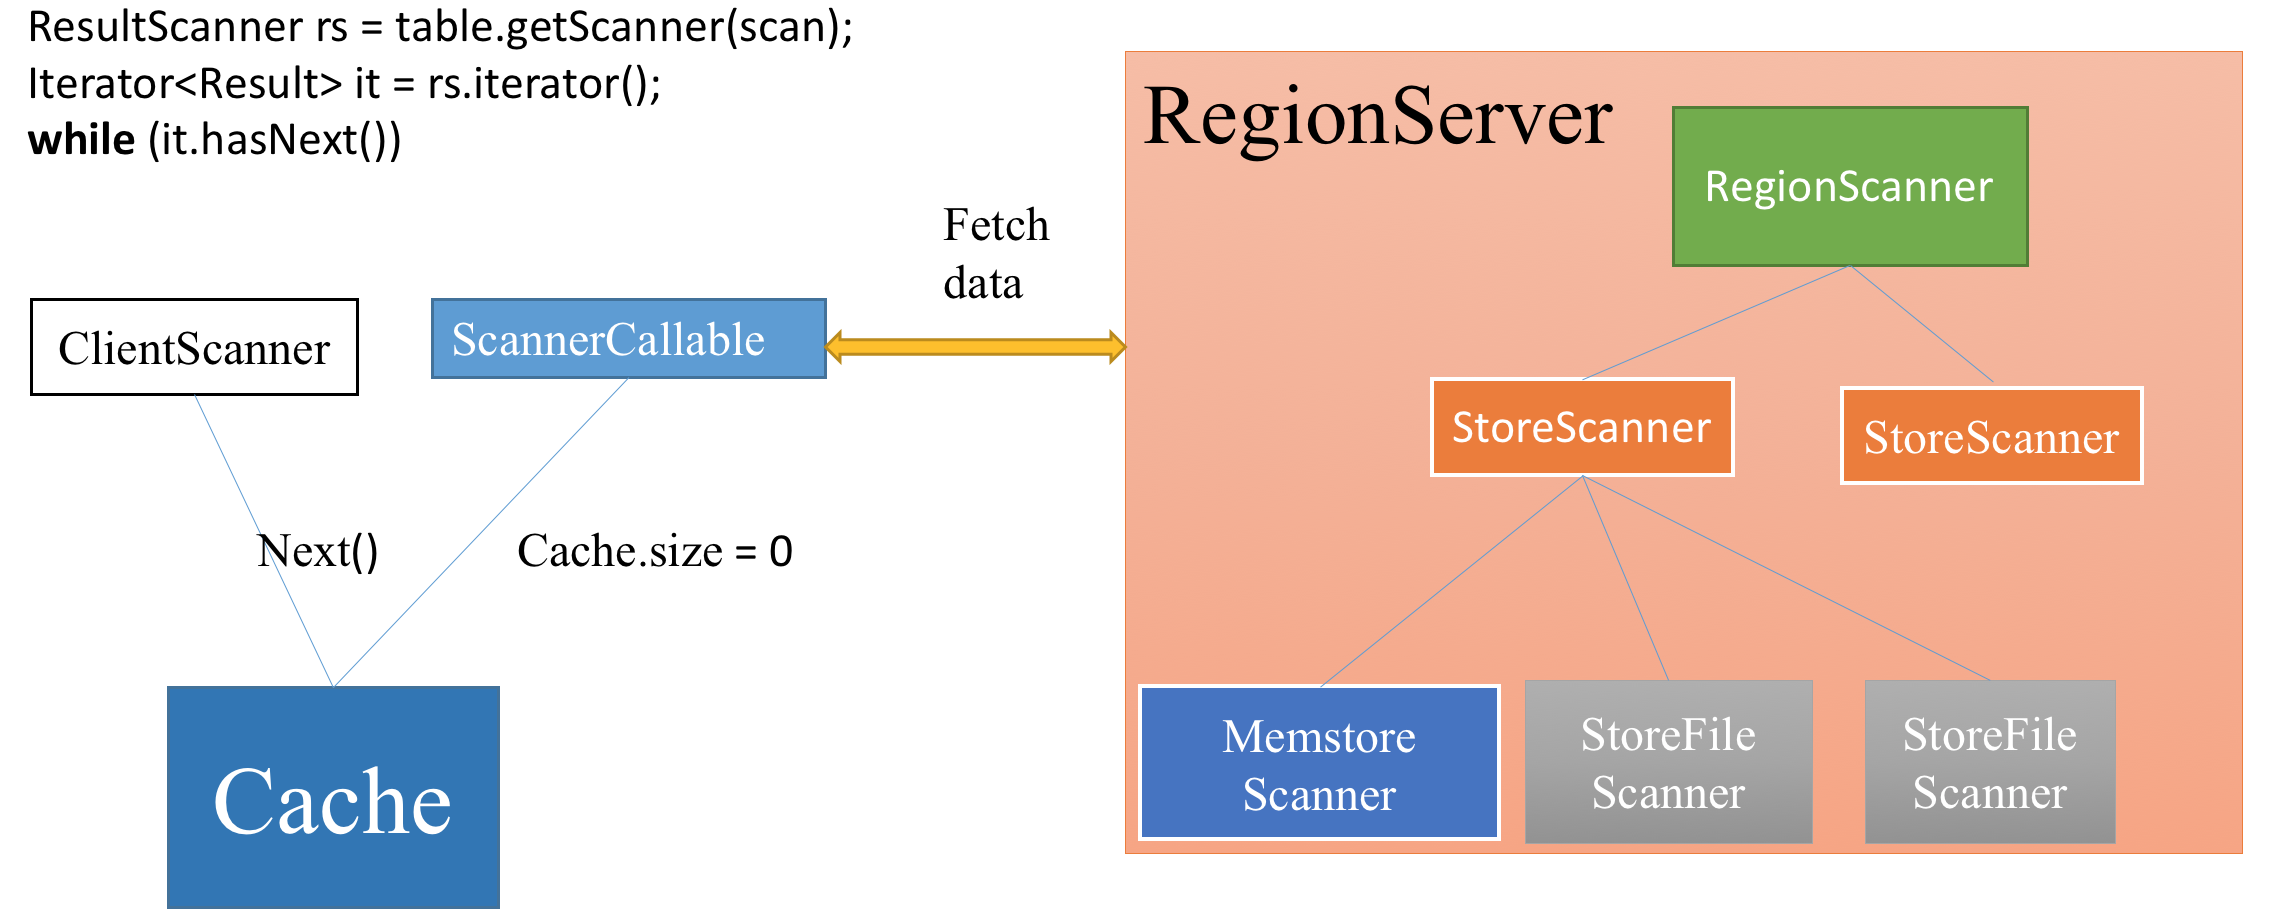 ResultScanner rs = table.getScanner(scan);
Iterator<Result> it = rs.iterator();
while (it.hasNext())
RegionServer
RegionScanner
Fetch
data
ClientScanner
ScannerCallable
StoreScanner
StoreScanner
Next()
Cache.size = 0
Memstore
Scanner
StoreFile
Scanner
StoreFile
Scanner
Cache